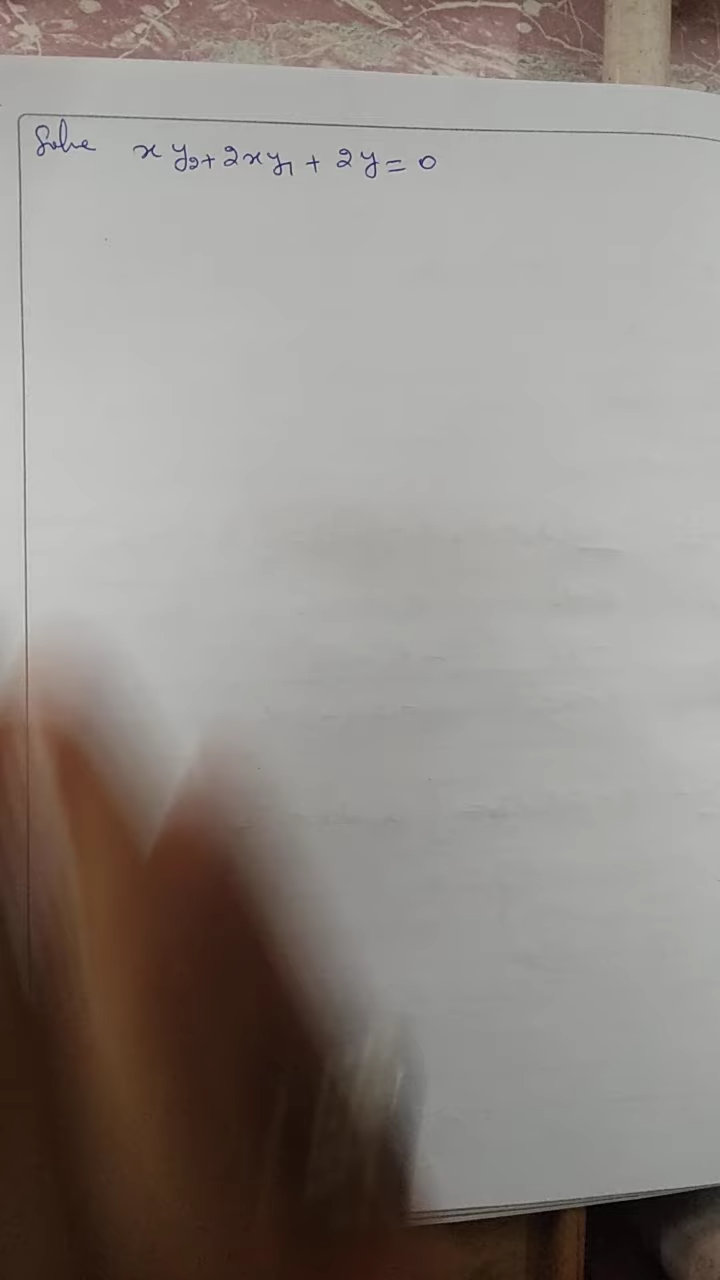 Solve x y₂ + 2xy₁ + 2y = 0